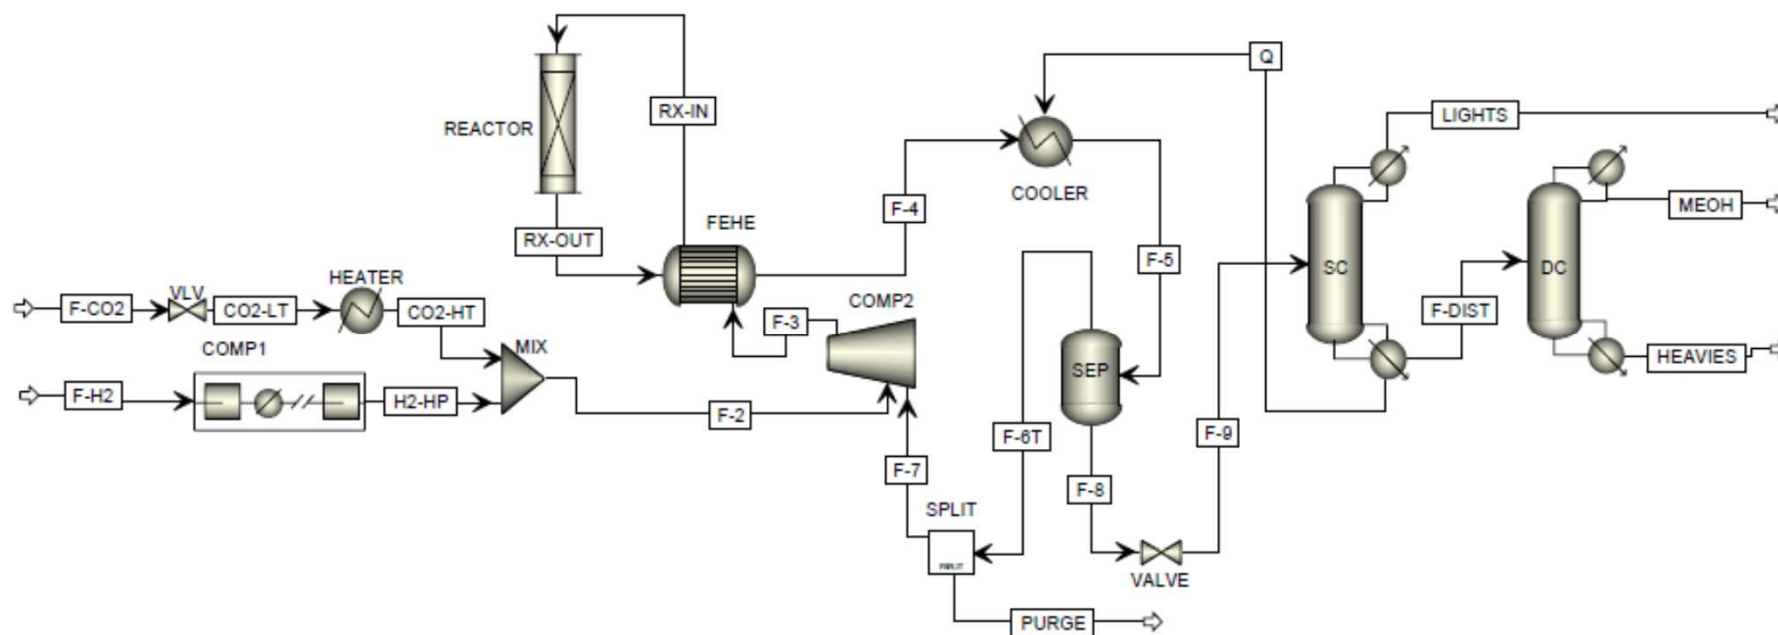 Q
LIGHTS
RX-IN
REACTOR
COOLER
MEOH
F-4
FEHE
RX-OUT
F-5
SC
DC
HEATER
VLV
COMP2
F-CO2
CO2-LT
CO2-HT
F-3
F-DIST
COMP1
MIX
HEAVIES
SEP
F-H2
H2-HP
F-2
F-6T
F-9
F-7
F-8
SPLIT
VALVE
PURGE